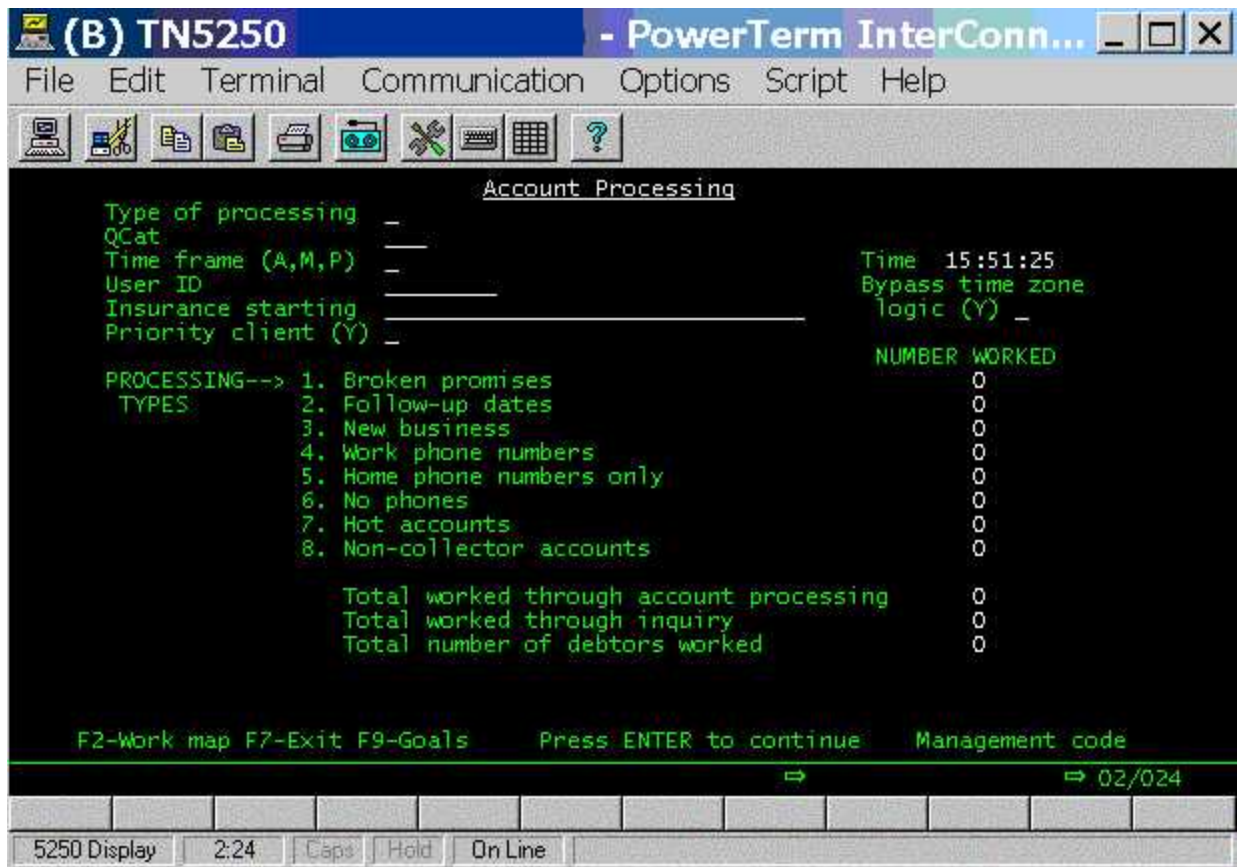 (B) TN5250 - PowerTerm InterConn...
File Edit Terminal Communication Options Script Help
Account Processing
Type of processing _
QCat ___
Time frame (A,M,P) _ Time 15:51:25
User ID ________ Bypass time zone
Insurance starting ______________________________ logic (Y) _
Priority client (Y) _
NUMBER WORKED
PROCESSING--> 1. Broken promises 0
TYPES 2. Follow-up dates 0
3. New business 0
4. Work phone numbers 0
5. Home phone numbers only 0
6. No phones 0
7. Hot accounts 0
8. Non-collector accounts 0
Total worked through account processing 0
Total worked through inquiry 0
Total number of debtors worked 0
F2-Work map F7-Exit F9-Goals Press ENTER to continue Management code
⇨ ⇨ 02/024
5250 Display 2:24 Caps Hold On Line